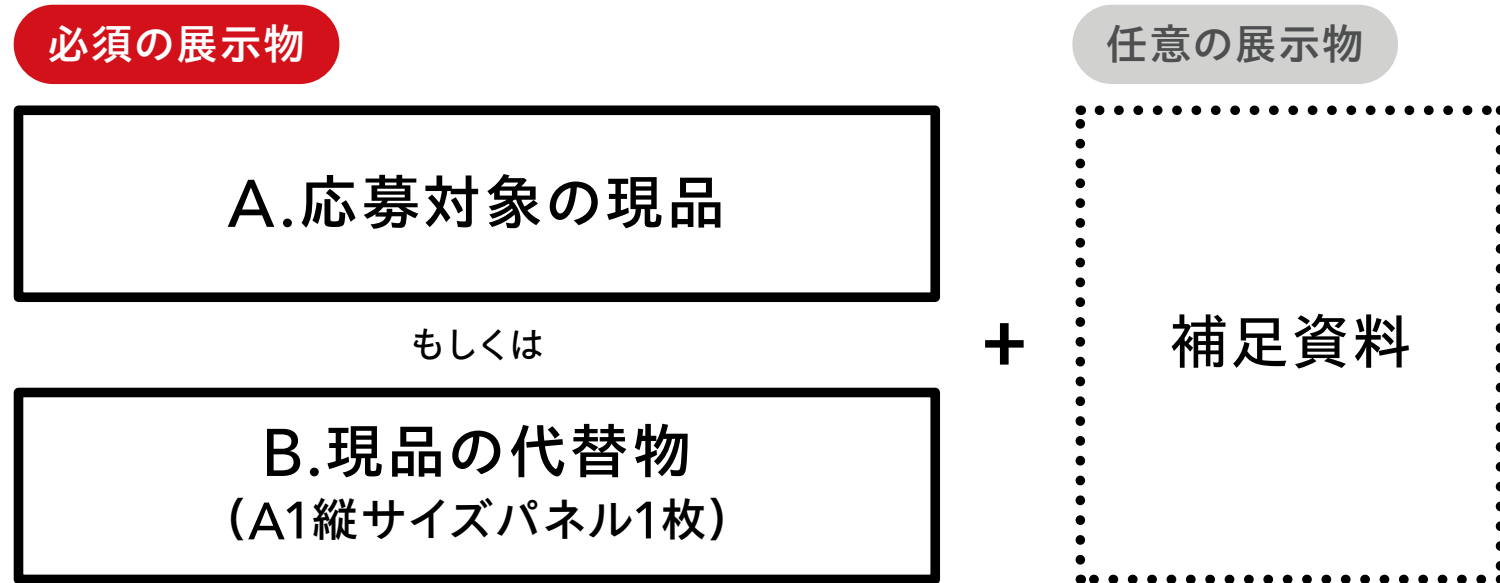 必須の展示物
A.応募対象の現品
もしくは
B.現品の代替物
（A1縦サイズパネル1枚）
+
任意の展示物
補足資料